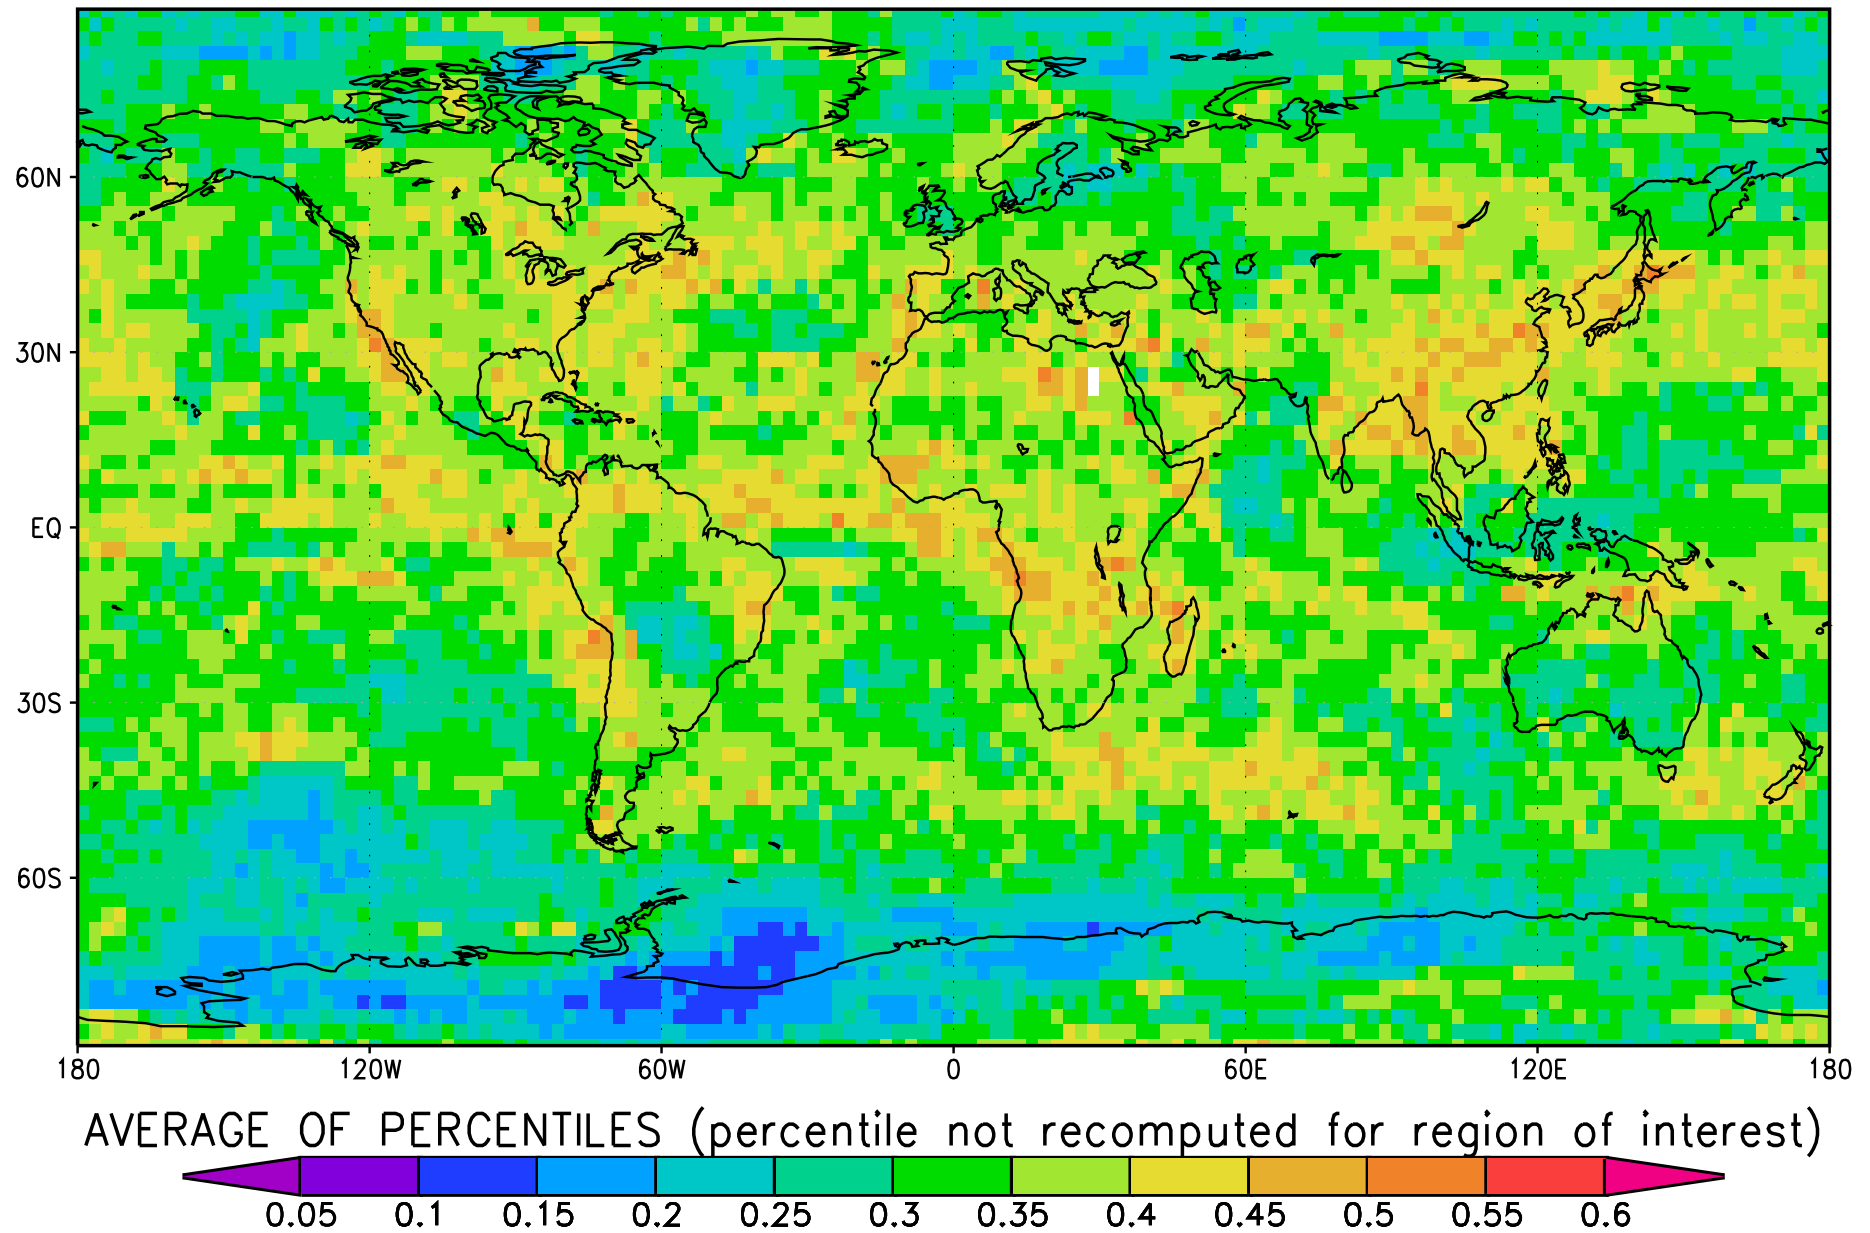 60N
30N
EQ
30S
60S
180 120W 60W 0 60E 120E 180
AVERAGE OF PERCENTILES (percentile not recomputed for region of interest)
0.05 0.1 0.15 0.2 0.25 0.3 0.35 0.4 0.45 0.5 0.55 0.6